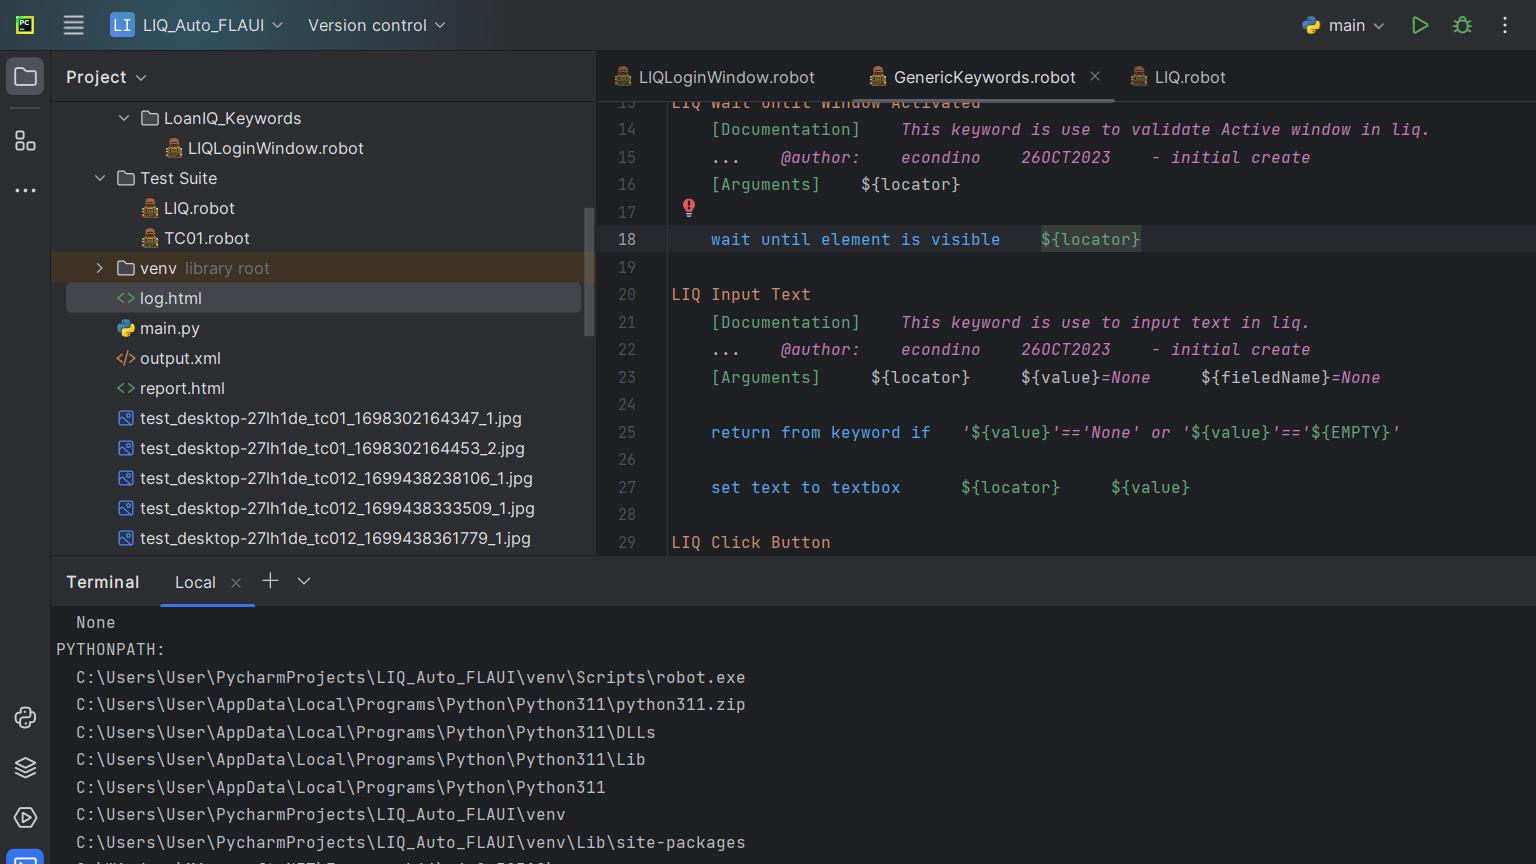 PC
LI LIQ_Auto_FLAUI Version control main
Project
LoanIQ_Keywords
LIQLoginWindow.robot
Test Suite
LIQ.robot
TC01.robot
venv library root
log.html
main.py
output.xml
report.html
test_desktop-27lh1de_tc01_1698302164347_1.jpg
test_desktop-27lh1de_tc01_1698302164453_2.jpg
test_desktop-27lh1de_tc012_1699438238106_1.jpg
test_desktop-27lh1de_tc012_1699438333509_1.jpg
test_desktop-27lh1de_tc012_1699438361779_1.jpg
LIQLoginWindow.robot GenericKeywords.robot LIQ.robot
13 LIQ Wait Until Window Activated
14 [Documentation] This keyword is use to validate Active window in liq.
15 ... @author: econdino 26OCT2023 - initial create
16 [Arguments] ${locator}
17
18 wait until element is visible ${locator}
19
20 LIQ Input Text
21 [Documentation] This keyword is use to input text in liq.
22 ... @author: econdino 26OCT2023 - initial create
23 [Arguments] ${locator} ${value}=None ${fieledName}=None
24
25 return from keyword if '${value}'=='None' or '${value}'=='${EMPTY}'
26
27 set text to textbox ${locator} ${value}
28
29 LIQ Click Button
Terminal Local
None
PYTHONPATH:
C:\Users\User\PycharmProjects\LIQ_Auto_FLAUI\venv\Scripts\robot.exe
C:\Users\User\AppData\Local\Programs\Python\Python311\python311.zip
C:\Users\User\AppData\Local\Programs\Python\Python311\DLLs
C:\Users\User\AppData\Local\Programs\Python\Python311\Lib
C:\Users\User\AppData\Local\Programs\Python\Python311
C:\Users\User\PycharmProjects\LIQ_Auto_FLAUI\venv
C:\Users\User\PycharmProjects\LIQ_Auto_FLAUI\venv\Lib\site-packages